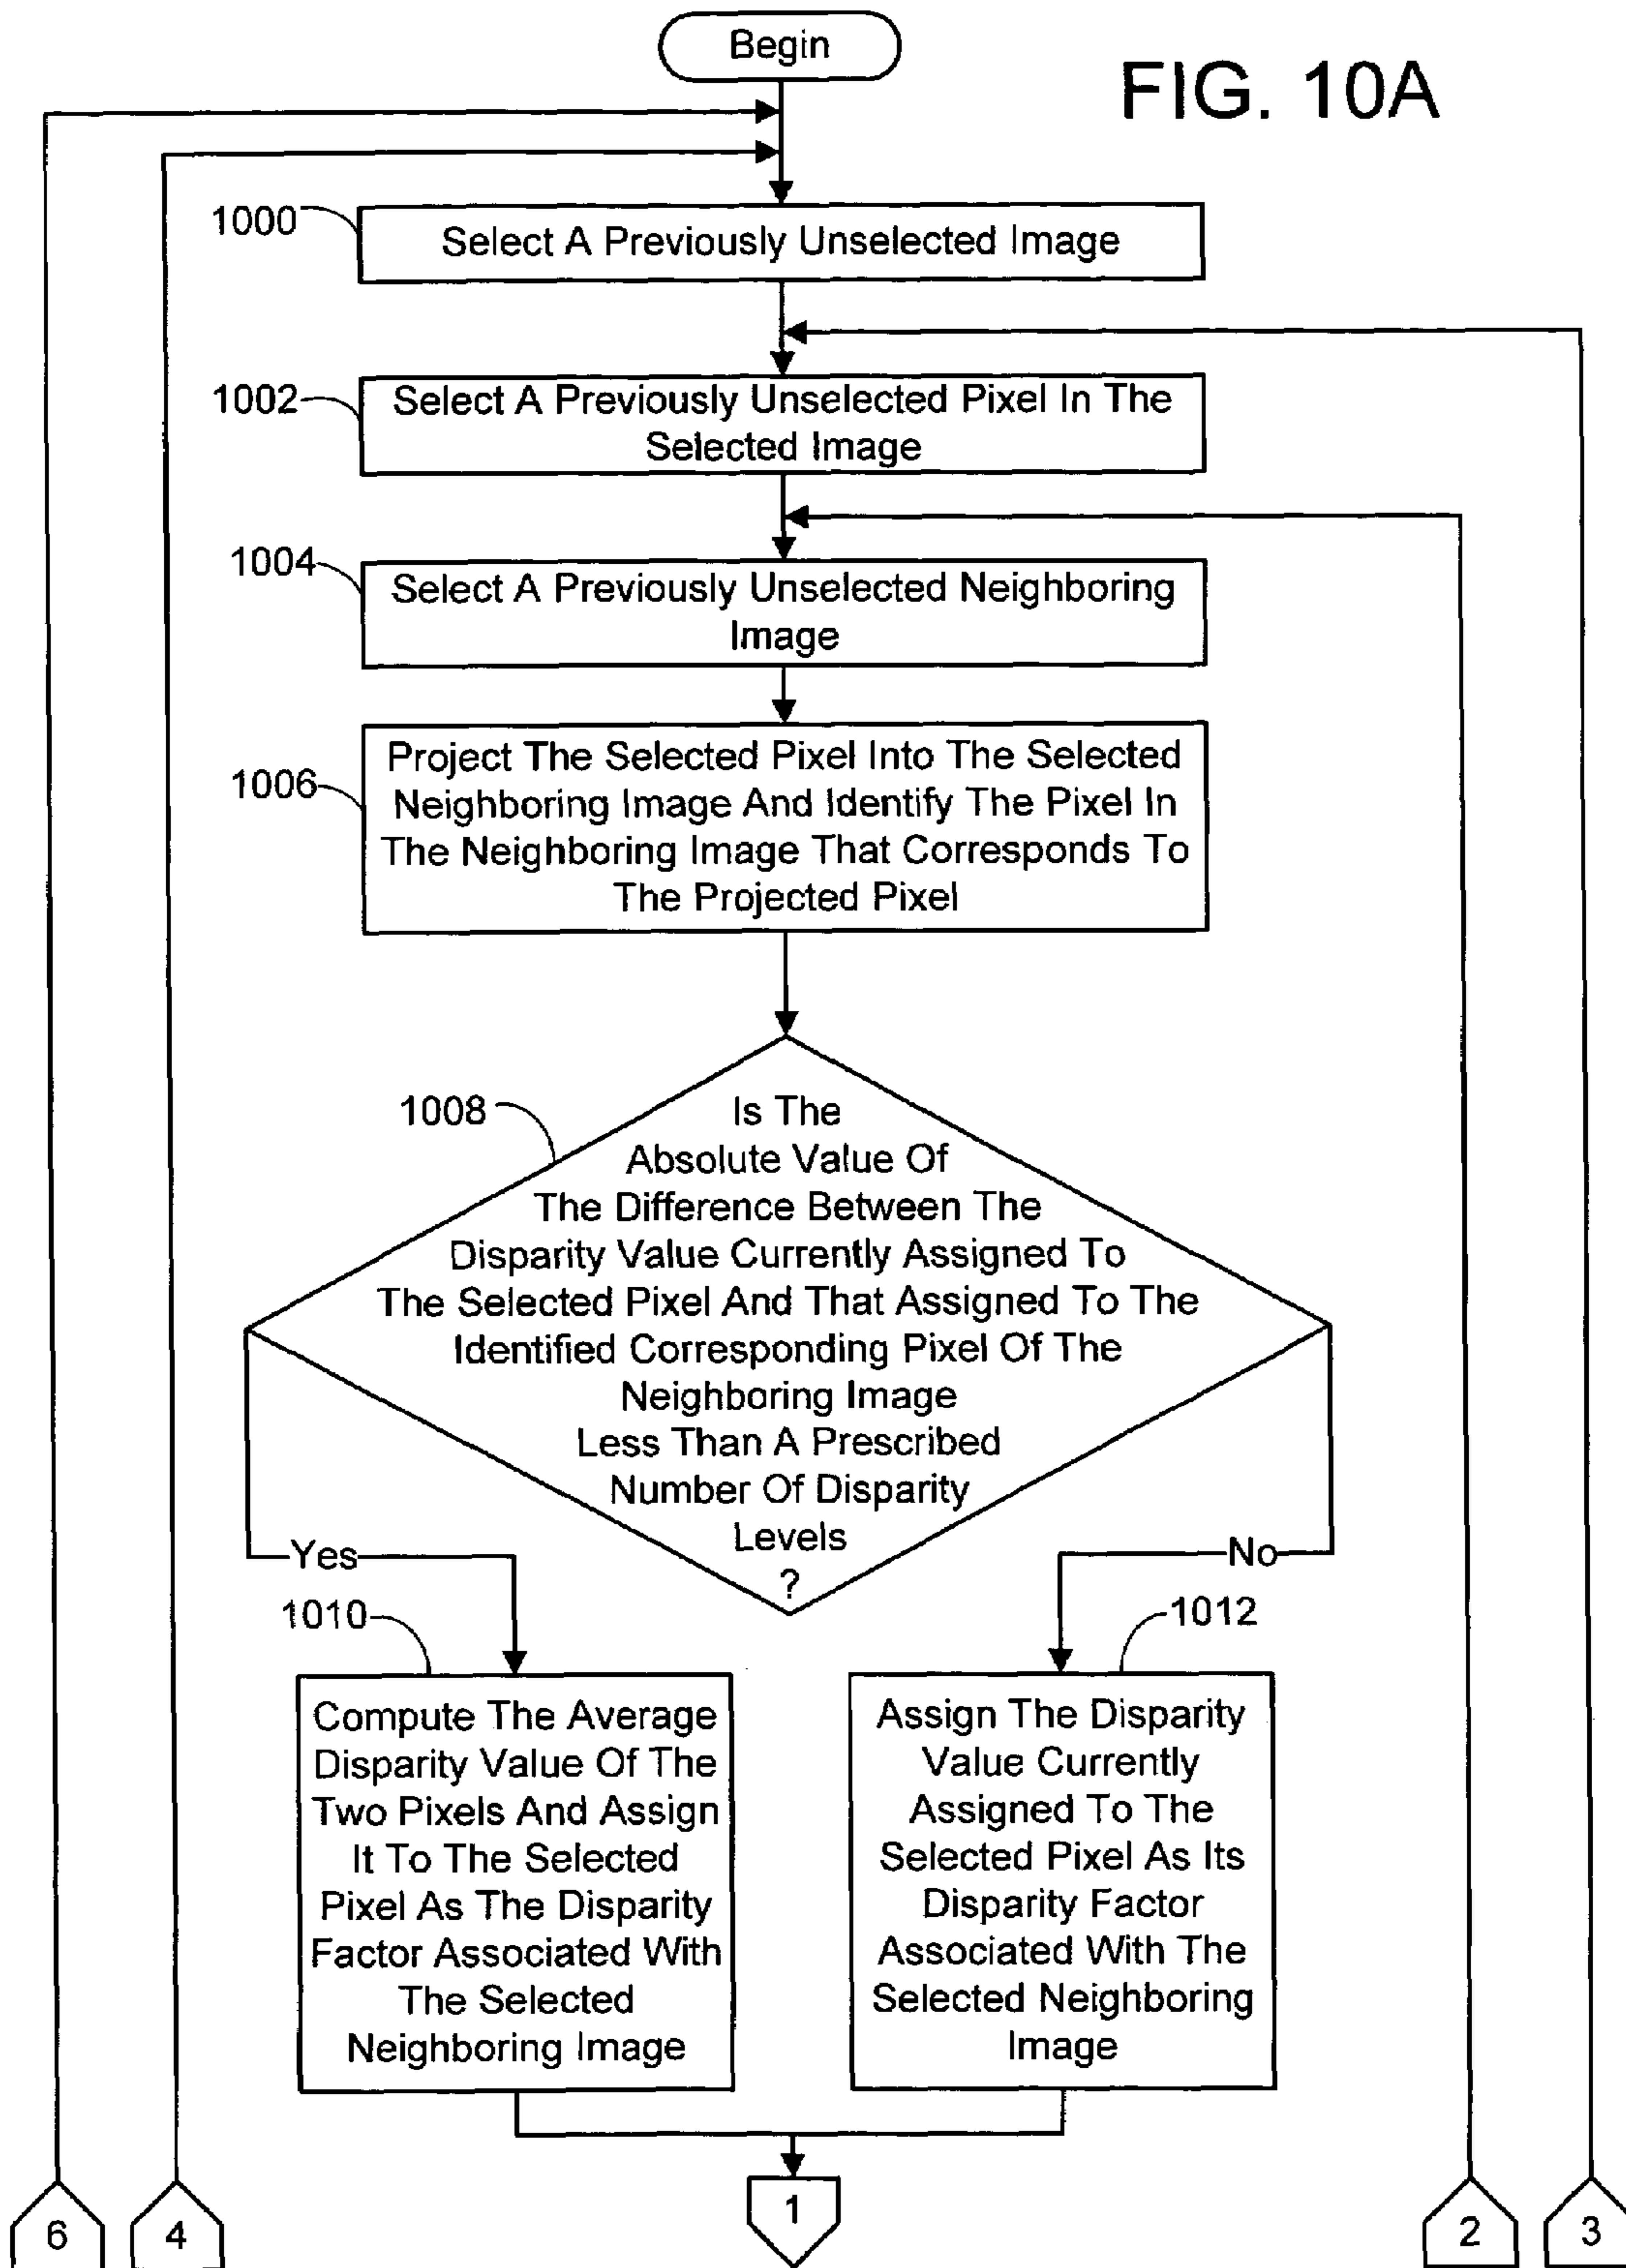 Begin
FIG. 10A
1000
Select A Previously Unselected Image
1002
Select A Previously Unselected Pixel In The
Selected Image
1004
Select A Previously Unselected Neighboring
Image
1006
Project The Selected Pixel Into The Selected
Neighboring Image And Identify The Pixel In
The Neighboring Image That Corresponds To
The Projected Pixel
1008
Is The
Absolute Value Of
The Difference Between The
Disparity Value Currently Assigned To
The Selected Pixel And That Assigned To The
Identified Corresponding Pixel Of The
Neighboring Image
Less Than A Prescribed
Number Of Disparity
Levels
?
Yes
No
1010
Compute The Average
Disparity Value Of The
Two Pixels And Assign
It To The Selected
Pixel As The Disparity
Factor Associated With
The Selected
Neighboring Image
1012
Assign The Disparity
Value Currently
Assigned To The
Selected Pixel As Its
Disparity Factor
Associated With The
Selected Neighboring
Image
6
4
1
2
3